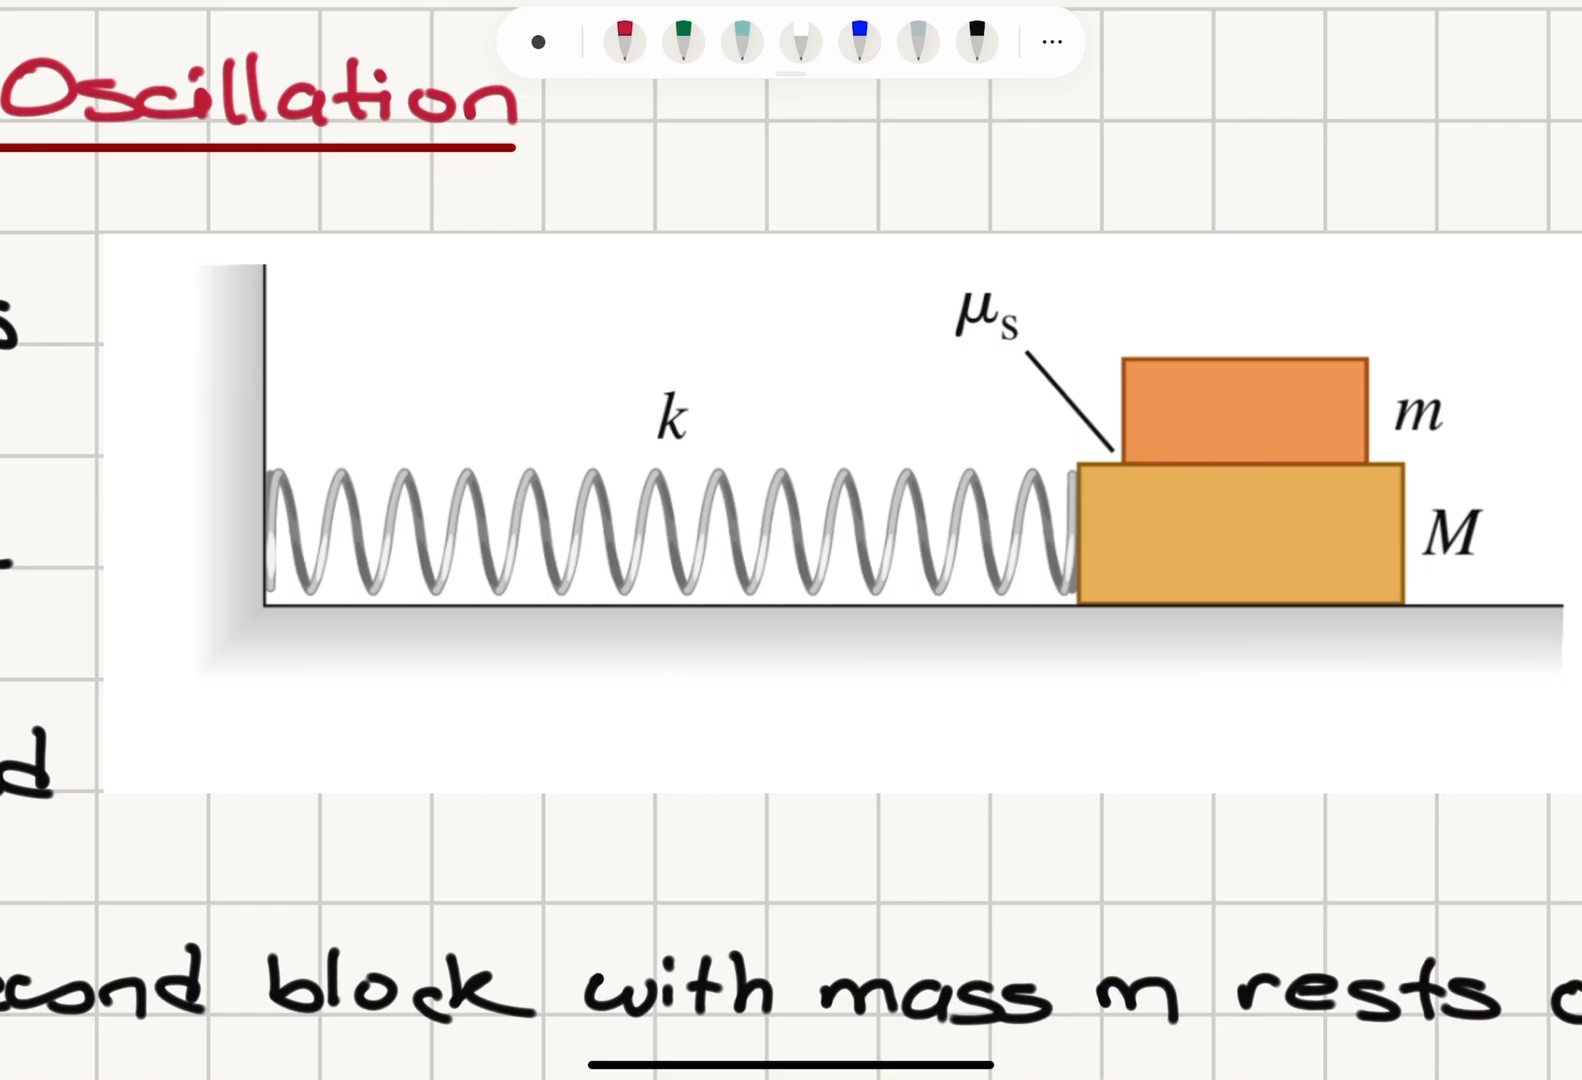 Oscillation
s
μs
k
m
M
d
cond block with mass m rests